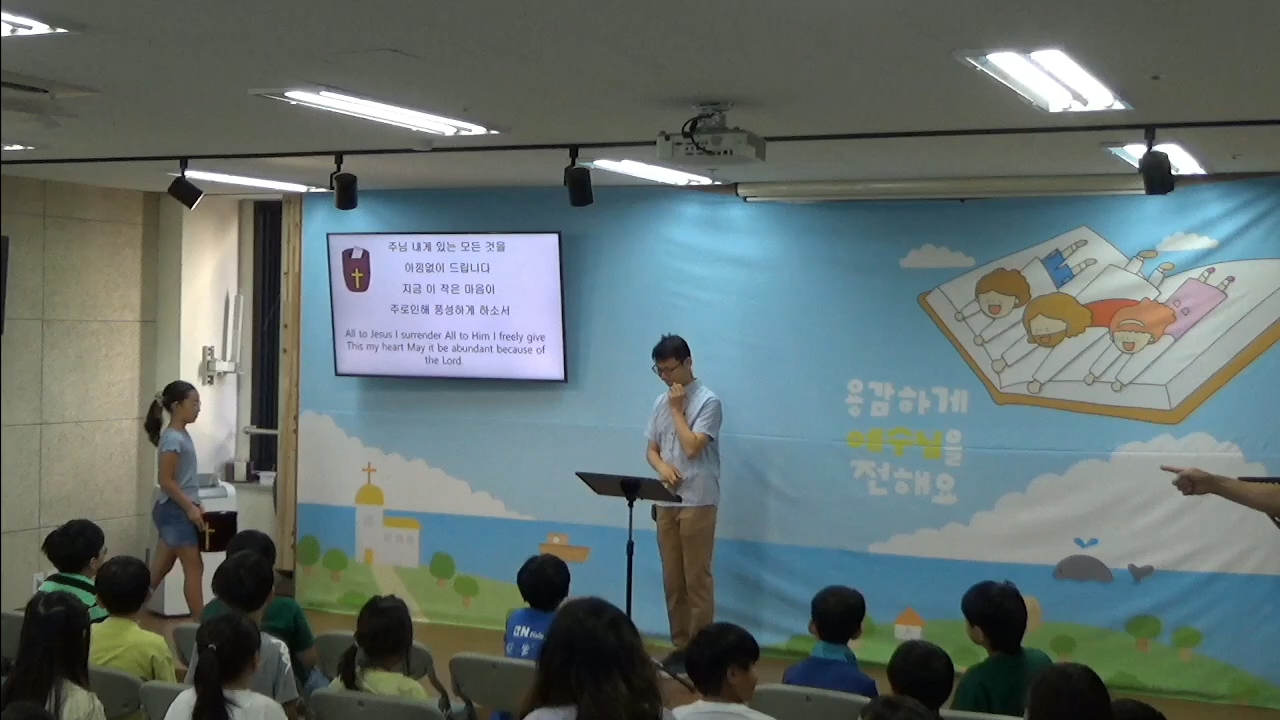 주님 내게 있는 모든 것을
아낌없이 드립니다
지금 이 작은 마음이
주로인해 풍성하게 하소서
All to Jesus I surrender All to Him I freely give
This my heart May it be abundant because of
the Lord.
용감하게
예수님을
전해요
N